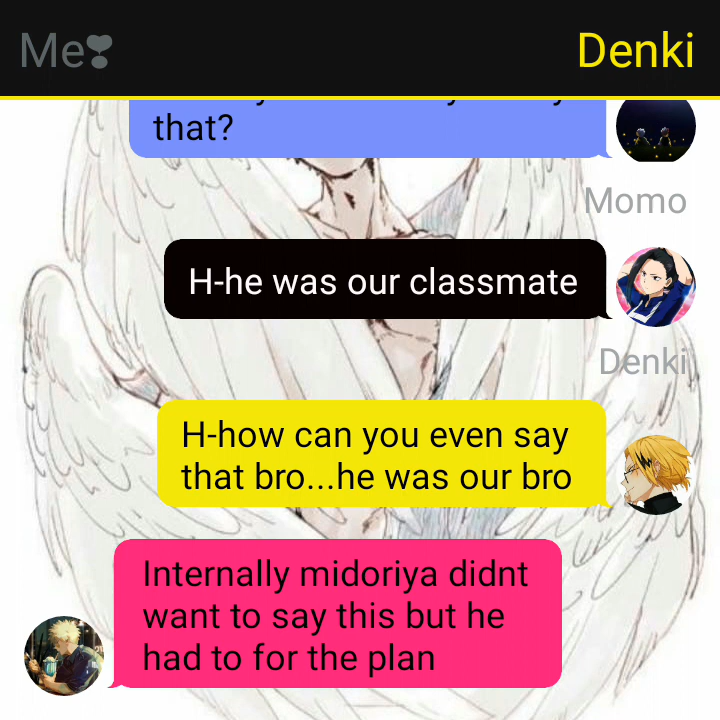 Me❣
Denki
that?
Momo
H-he was our classmate
Denki
H-how can you even say
that bro...he was our bro
Internally midoriya didnt
want to say this but he
had to for the plan